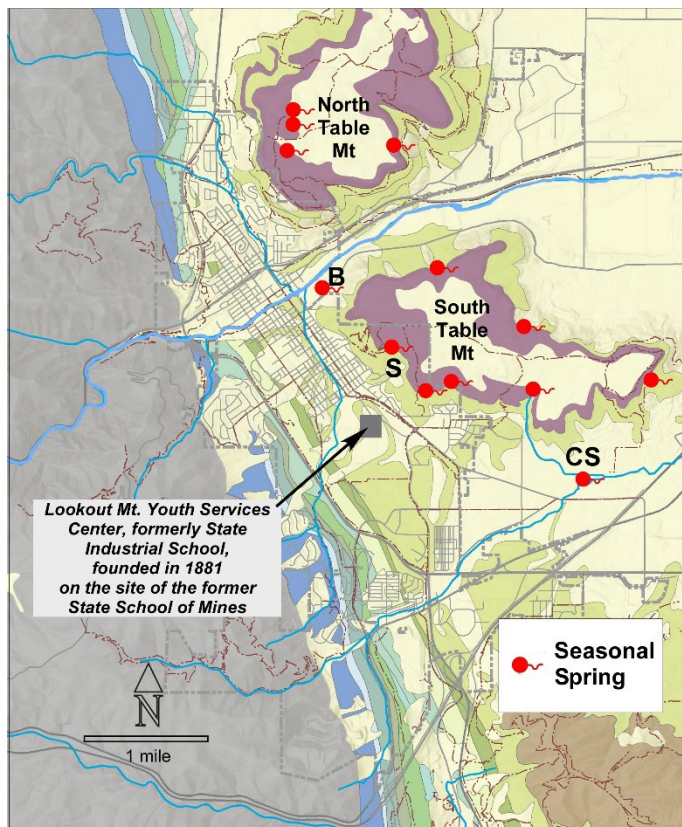 North
Table
Mt
B
South
Table
Mt
S
CS
Lookout Mt. Youth Services
Center, formerly State
Industrial School,
founded in 1881
on the site of the former
State School of Mines
Seasonal
Spring
N
1 mile